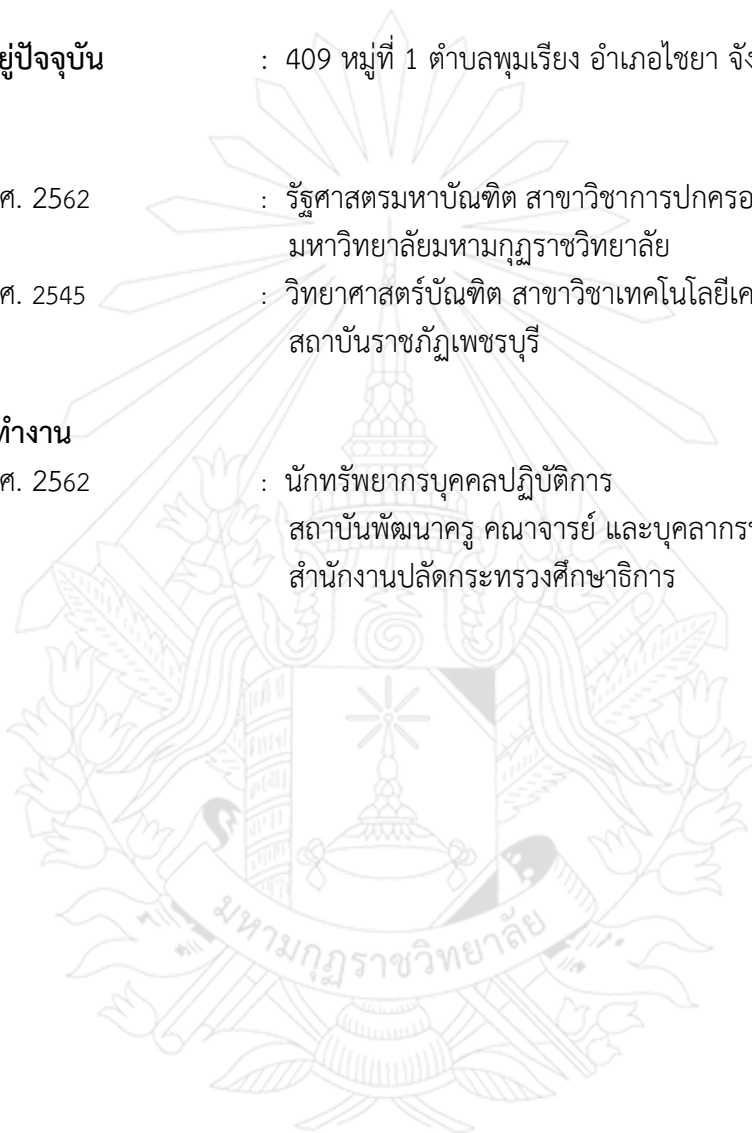 ยู่ปัจจุบัน : 409 หมู่ที่ 1 ตำบลพุมเรียง อำเภอไชยา
ศ. 2562 : รัฐศาสตรมหาบัณฑิต สาขาวิชาการปกครอ
มหาวิทยาลัยมหามกุฏราชวิทยาลัย
ศ. 2545 : วิทยาศาสตร์บัณฑิต สาขาวิชาเทคโนโลยีเค
สถาบันราชภัฏเพชรบุรี
ทำงาน
ศ. 2562 : นักทรัพยากรบุคคลปฏิบัติการ
สถาบันพัฒนาครู คณาจารย์ และบุคลากร
สำนักงานปลัดกระทรวงศึกษาธิการ
มหามกุฏราชวิทยาลัย